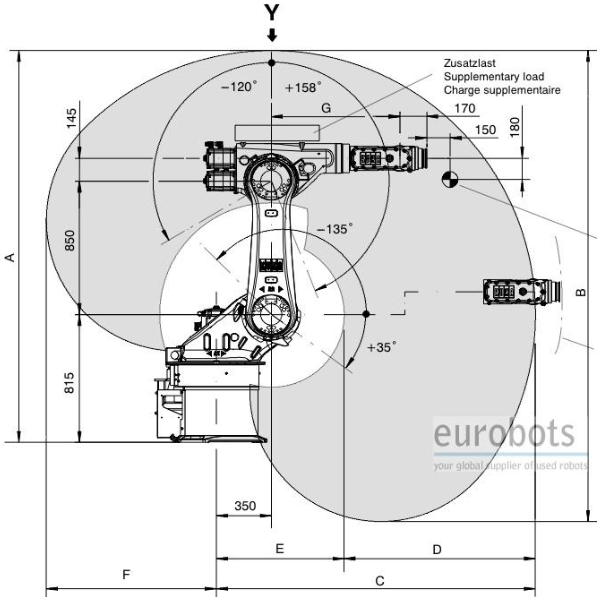 Y
Zusatzlast
Supplementary load
Charge supplementaire
−120°
+158°
G
170
150
180
145
850
815
A
B
−135°
+35°
eurobots
your global supplier of used robots
350
E
D
F
C